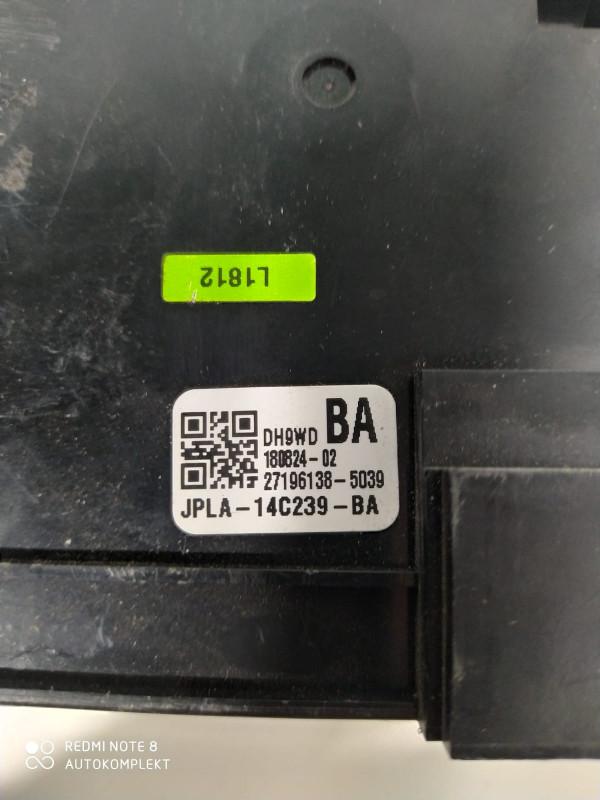 L1812
DH9WD BA
180824-02
27196138-5039
JPLA-14C239-BA
REDMI NOTE 8
AUTOKOMPLEKT